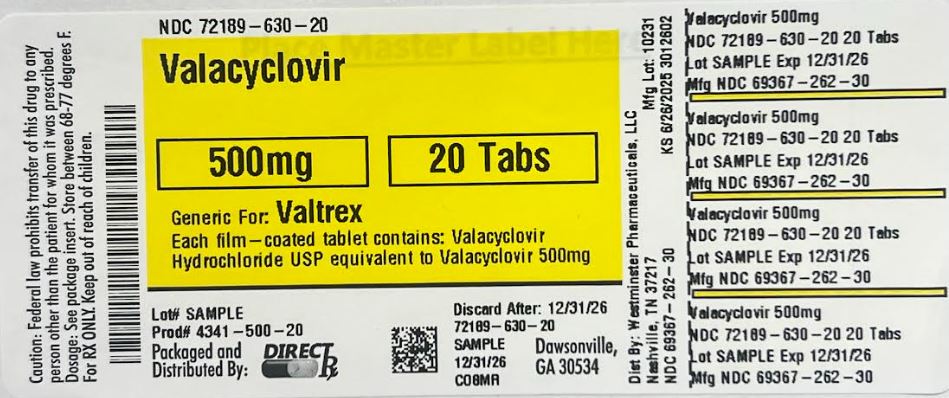 NDC 72189-630-20
Place Master Label Here
Valacyclovir
500mg
20 Tabs
Generic For: Valtrex
Each film-coated tablet contains: Valacyclovir
Hydrochloride USP equivalent to Valacyclovir 500mg
Lot# SAMPLE
Prod# 4341-500-20
Packaged and
Distributed By:
DIRECT Rx
Discard After: 12/31/26
72189-630-20
SAMPLE
12/31/26
C08MR
Dawsonville,
GA 30534
Caution: Federal law prohibits transfer of this drug to any
person other than the patient for whom it was prescribed.
Dosage: See package insert. Store between 68-77 degrees F.
For RX ONLY. Keep out of reach of children.
Dist By: Westminster Pharmaceuticals, LLC
Nashville, TN 37217
NDC 69367-262-30
Mfg Lot: 10231
KS 6/26/2025 3012602
Valacyclovir 500mg
NDC 72189-630-20 20 Tabs
Lot SAMPLE Exp 12/31/26
Mfg NDC 69367-262-30
Valacyclovir 500mg
NDC 72189-630-20 20 Tabs
Lot SAMPLE Exp 12/31/26
Mfg NDC 69367-262-30
Valacyclovir 500mg
NDC 72189-630-20 20 Tabs
Lot SAMPLE Exp 12/31/26
Mfg NDC 69367-262-30
Valacyclovir 500mg
NDC 72189-630-20 20 Tabs
Lot SAMPLE Exp 12/31/26
Mfg NDC 69367-262-30